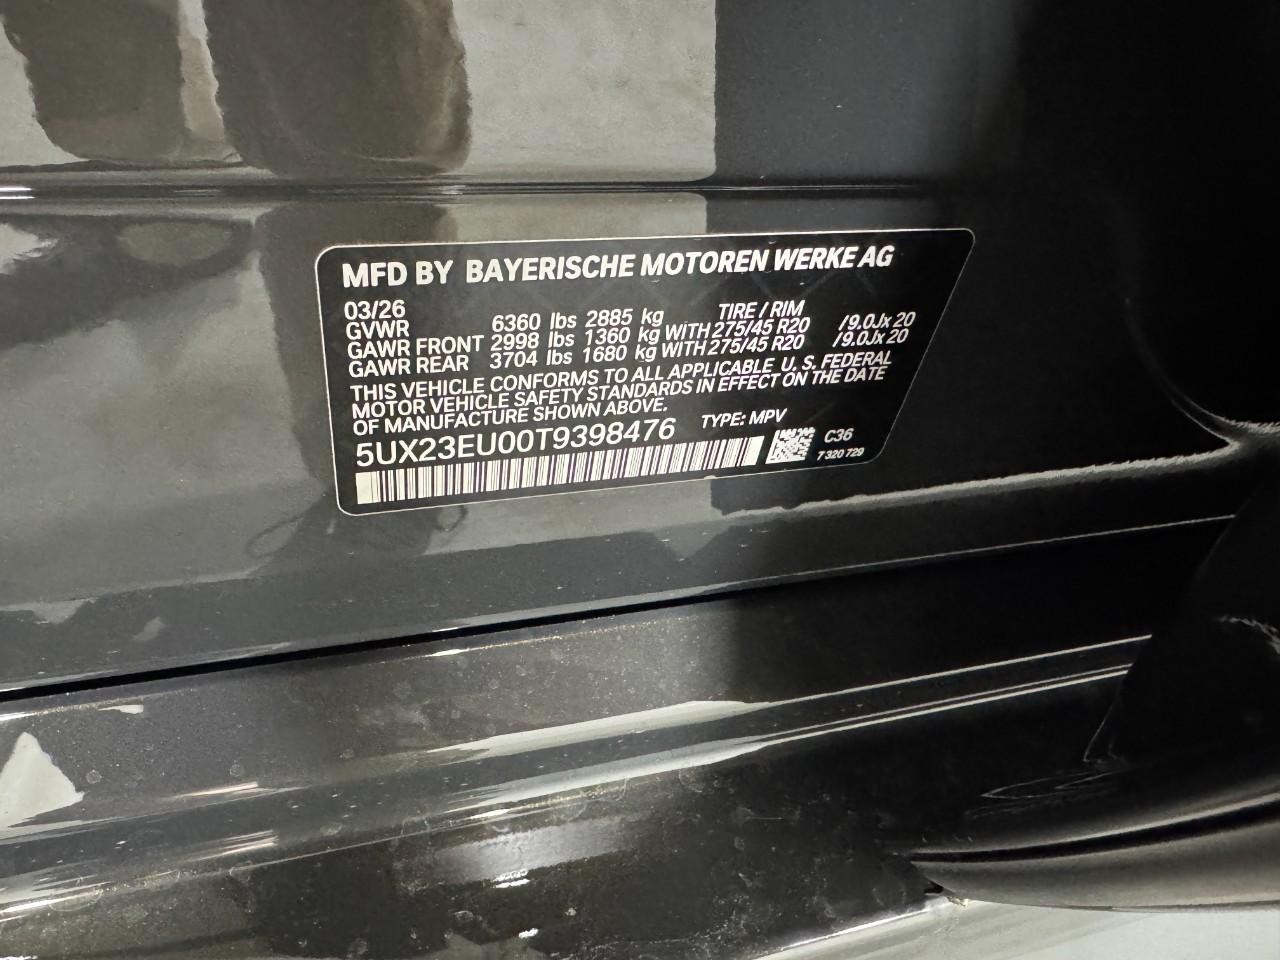 MFD BY BAYERISCHE MOTOREN WERKE AG
03/26 TIRE / RIM
GVWR 6360 lbs 2885 kg
GAWR FRONT 2998 lbs 1360 kg WITH 275/45 R20 /9.0Jx 20
GAWR REAR 3704 lbs 1680 kg WITH 275/45 R20 /9.0Jx 20
THIS VEHICLE CONFORMS TO ALL APPLICABLE U. S. FEDERAL
MOTOR VEHICLE SAFETY STANDARDS IN EFFECT ON THE DATE
OF MANUFACTURE SHOWN ABOVE.
5UX23EU00T9398476 TYPE: MPV
C36
7 320 729